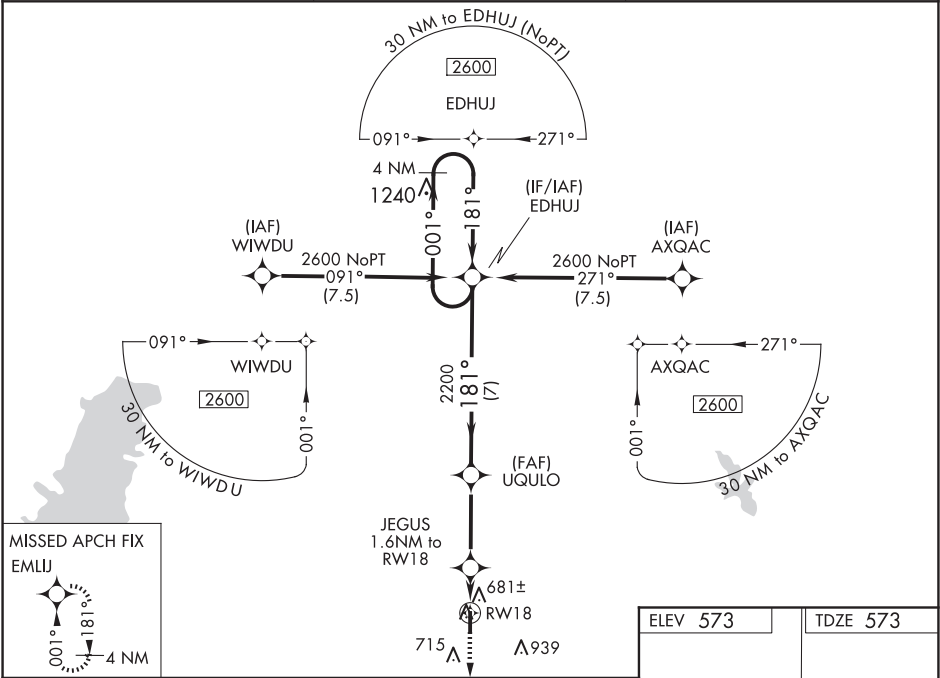 30 NM to EDHUJ (NoPT)
2600
EDHUJ
091°
271°
4 NM
1240
001°
181°
(IF/IAF)
EDHUJ
(IAF)
WIWDU
2600 NoPT
091°
(7.5)
(IAF)
AXQAC
2600 NoPT
271°
(7.5)
091°
WIWDU
2600
001°
30 NM to WIWDU
2200
181°
(7)
271°
AXQAC
2600
001°
30 NM to AXQAC
(FAF)
UQULO
JEGUS
1.6NM to
RW18
681±
RW18
715
939
MISSED APCH FIX
EMLIJ
001°
181°
4 NM
ELEV 573
TDZE 573